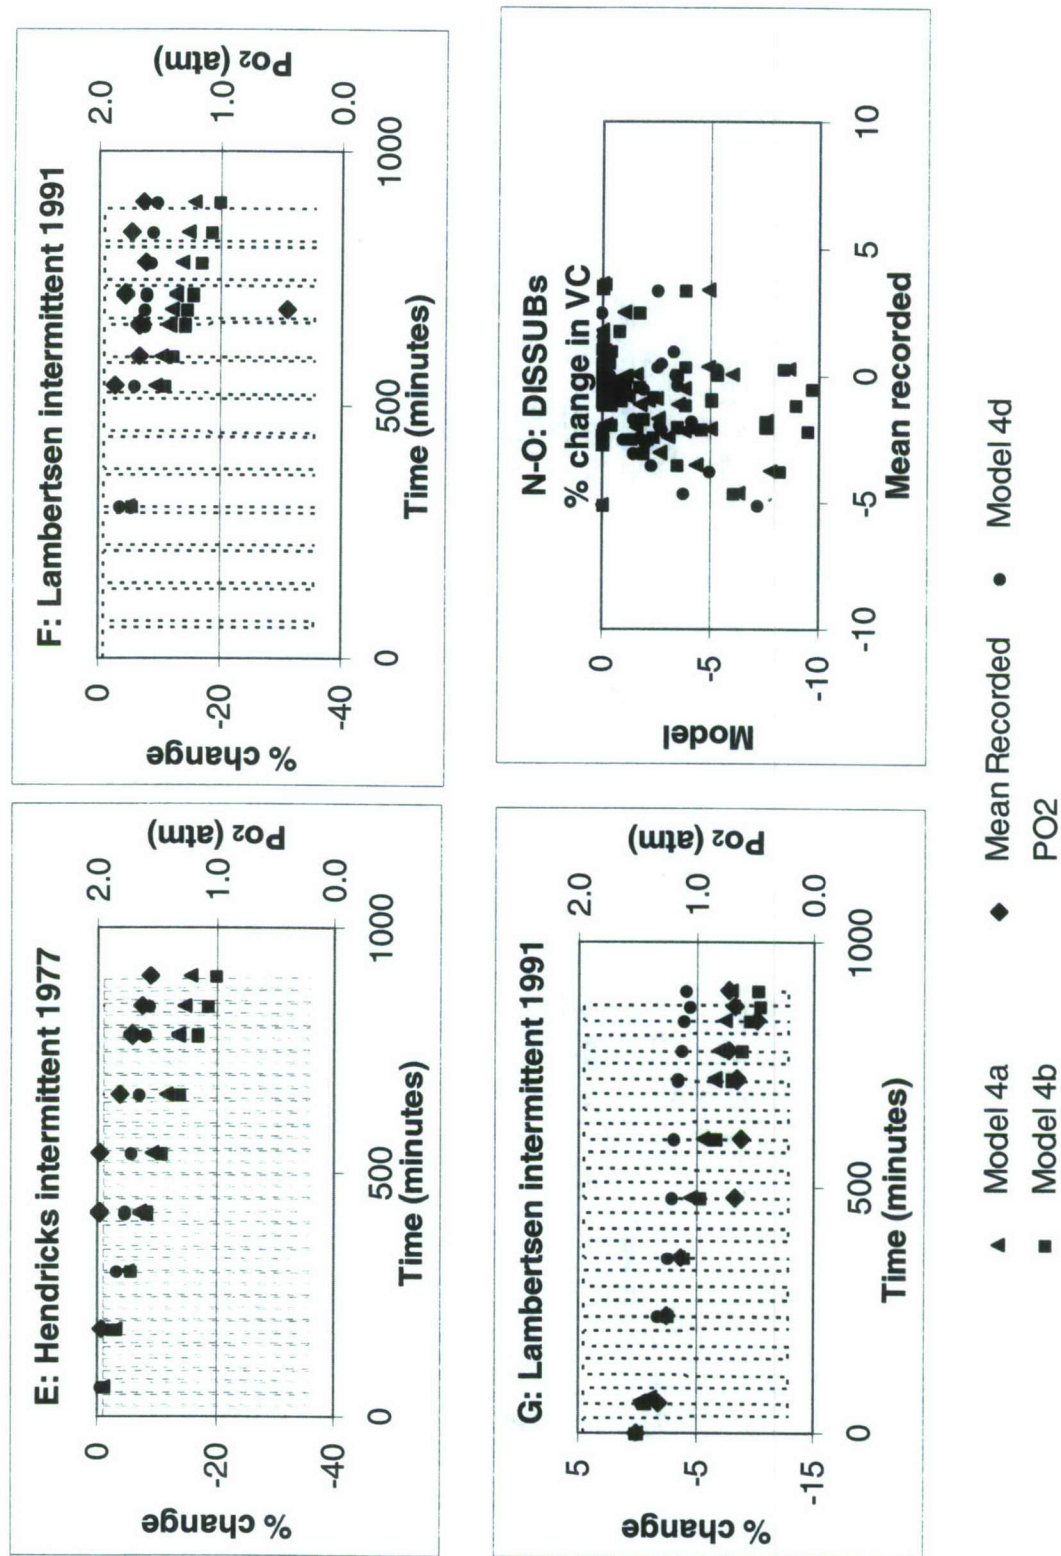 E: Hendricks intermittent 1977
0
-20
-40
% change
2.0
1.0
0.0
Po2 (atm)
0
500
1000
Time (minutes)
F: Lambertsen intermittent 1991
0
-20
-40
% change
2.0
1.0
0.0
Po2 (atm)
0
500
1000
Time (minutes)
G: Lambertsen intermittent 1991
5
-5
-15
% change
2.0
1.0
0.0
Po2 (atm)
0
500
1000
Time (minutes)
N-O: DISSUBs
% change in VC
0
-5
-10
Model
-10
-5
0
5
10
Mean recorded
Model 4a
Mean Recorded
Model 4d
Model 4b
PO2